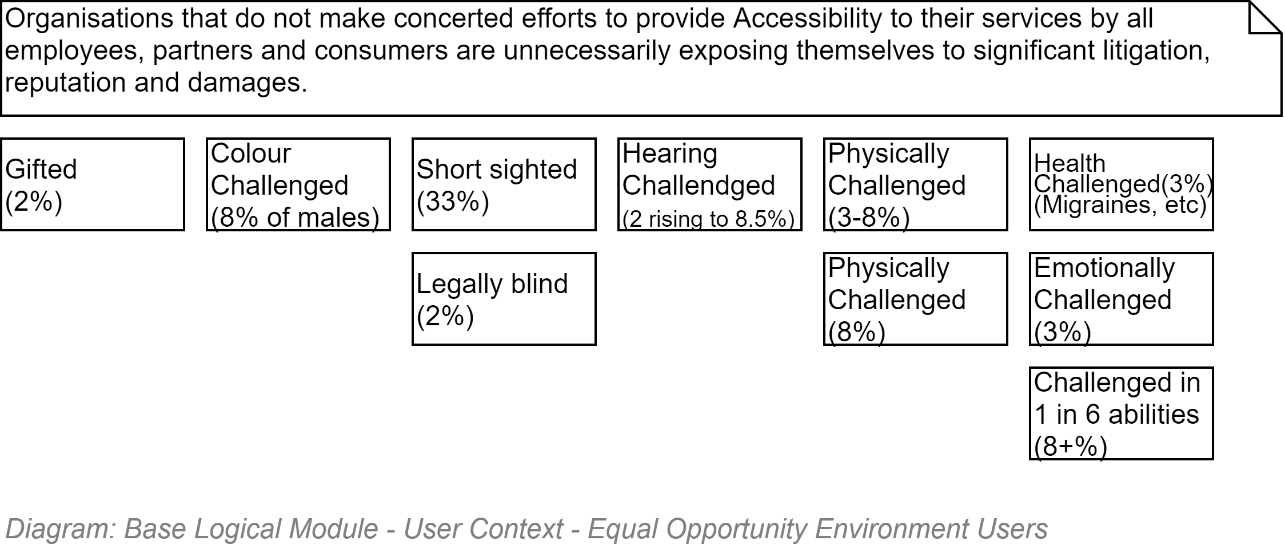 Organisations that do not make concerted efforts to provide Accessibility to their services by all
employees, partners and consumers are unnecessarily exposing themselves to significant litigation,
reputation and damages.
Gifted
(2%)
Colour
Challenged
(8% of males)
Short sighted
(33%)
Hearing
Challendged
(2 rising to 8.5%)
Physically
Challenged
(3-8%)
Health
Challenged(3%)
(Migraines, etc)
Legally blind
(2%)
Physically
Challenged
(8%)
Emotionally
Challenged
(3%)
Challenged in
1 in 6 abilities
(8+%)
Diagram: Base Logical Module - User Context - Equal Opportunity Environment Users